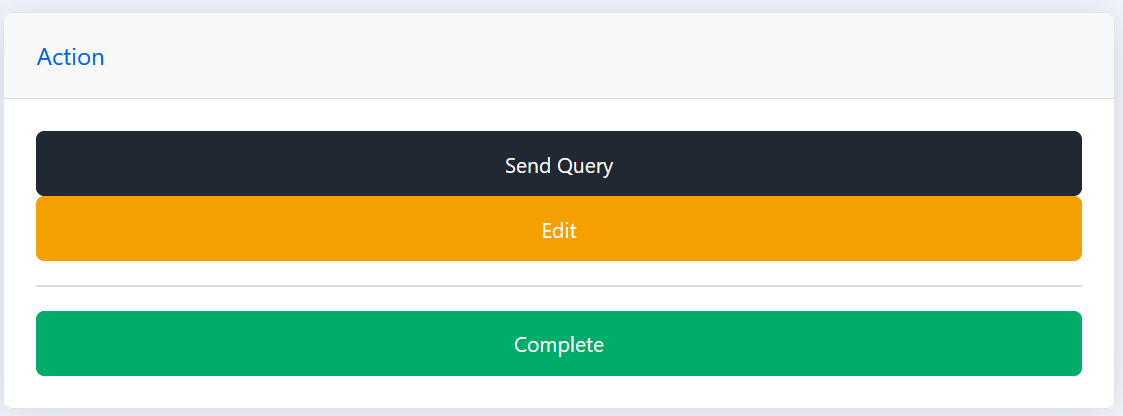 Action
Send Query
Edit
Complete